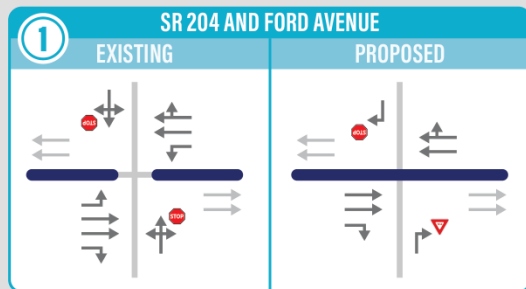 1
SR 204 AND FORD AVENUE
EXISTING
PROPOSED
STOP
STOP
STOP